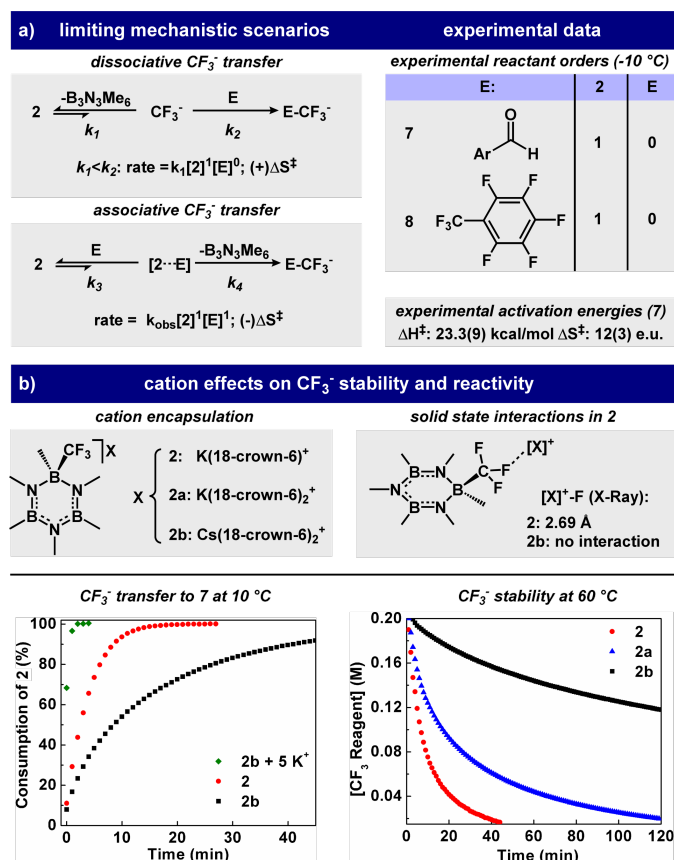 a) limiting mechanistic scenarios
dissociative CF₃⁻ transfer
2 -B₃N₃Me₆ k₁ CF₃⁻ E k₂ E-CF₃⁻
k₁<k₂: rate =k₁[2]¹[E]⁰; (+)ΔS‡
associative CF₃⁻ transfer
2 E k₃ [2···E] -B₃N₃Me₆ k₄ E-CF₃⁻
rate = k_obs[2]¹[E]¹; (-)ΔS‡
experimental data
experimental reactant orders (-10 °C)
E: 2 E
7 Ar O H 1 0
8 F₃C F F F F F 1 0
experimental activation energies (7)
ΔH‡: 23.3(9) kcal/mol ΔS‡: 12(3) e.u.
b) cation effects on CF₃⁻ stability and reactivity
cation encapsulation
CF₃ X
B
N N
B B
N
X
2: K(18-crown-6)⁺
2a: K(18-crown-6)₂⁺
2b: Cs(18-crown-6)₂⁺
solid state interactions in 2
F [X]⁺
F
B N C F
N B
B N
[X]⁺-F (X-Ray):
2: 2.69 Å
2b: no interaction
CF₃⁻ transfer to 7 at 10 °C
Consumption of 2 (%)
100
80
60
40
20
0
2b + 5 K⁺
2
2b
0 10 20 30 40
Time (min)
CF₃⁻ stability at 60 °C
[CF₃ Reagent] (M)
0.20
0.16
0.12
0.08
0.04
2
2a
2b
0 20 40 60 80 100 120
Time (min)